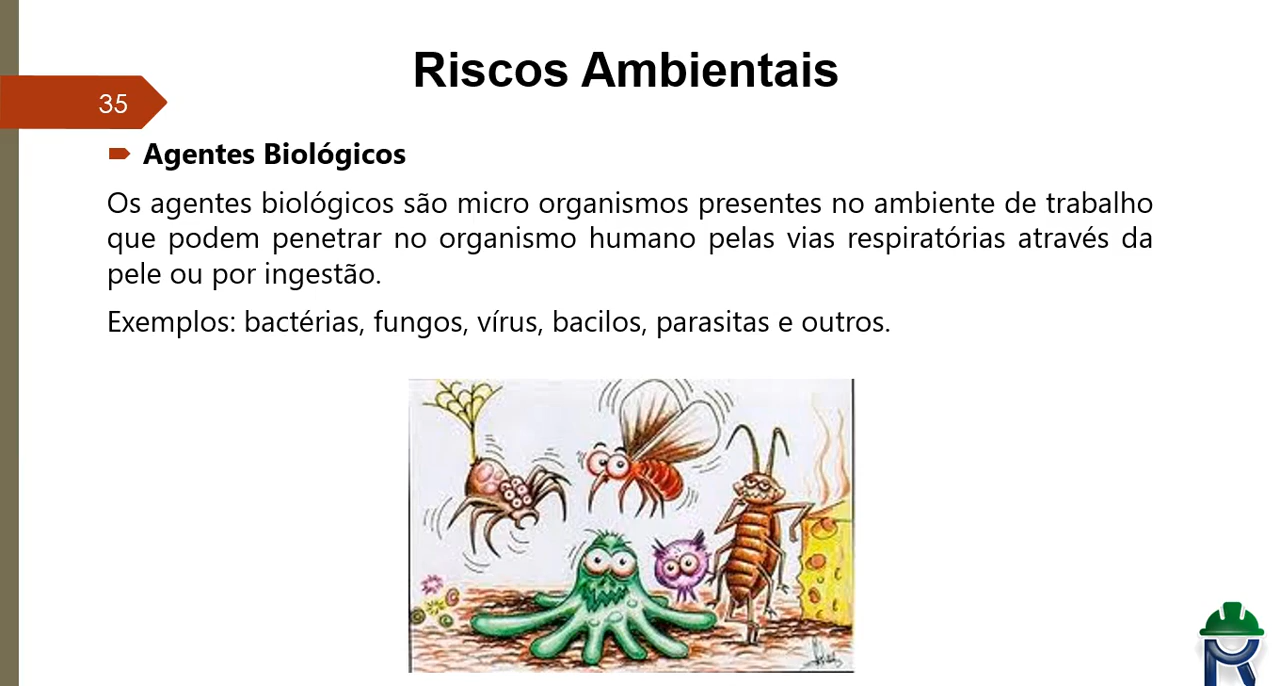 Riscos Ambientais
35
Agentes Biológicos
Os agentes biológicos são micro organismos presentes no ambiente de trabalho
que podem penetrar no organismo humano pelas vias respiratórias através da
pele ou por ingestão.
Exemplos: bactérias, fungos, vírus, bacilos, parasitas e outros.